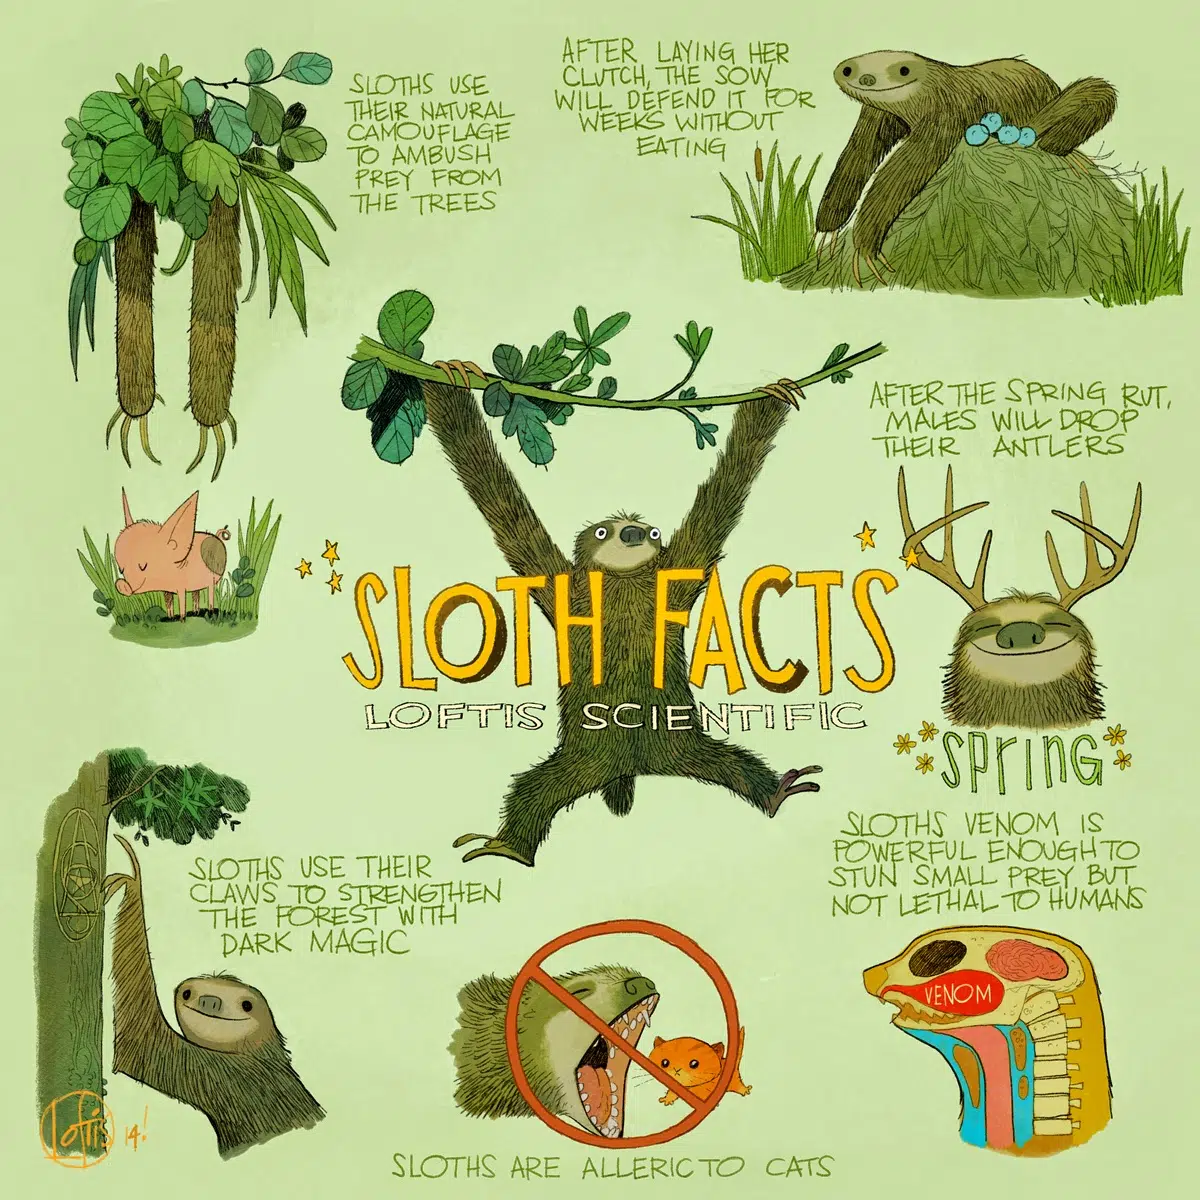 SLOTHS USE
THEIR NATURAL
CAMOUFLAGE
TO AMBUSH
PREY FROM
THE TREES
AFTER LAYING HER
CLUTCH, THE SOW
WILL DEFEND IT FOR
WEEKS WITHOUT
EATING
AFTER THE SPRING RUT,
MALES WILL DROP
THEIR ANTLERS
SLOTH FACTS
LOFTIS SCIENTIFIC
SPRING
SLOTHS USE THEIR
CLAWS TO STRENGTHEN
THE FOREST WITH
DARK MAGIC
SLOTHS VENOM IS
POWERFUL ENOUGH TO
STUN SMALL PREY BUT
NOT LETHAL TO HUMANS
VENOM
SLOTHS ARE ALLERIC TO CATS
Loftis 14!